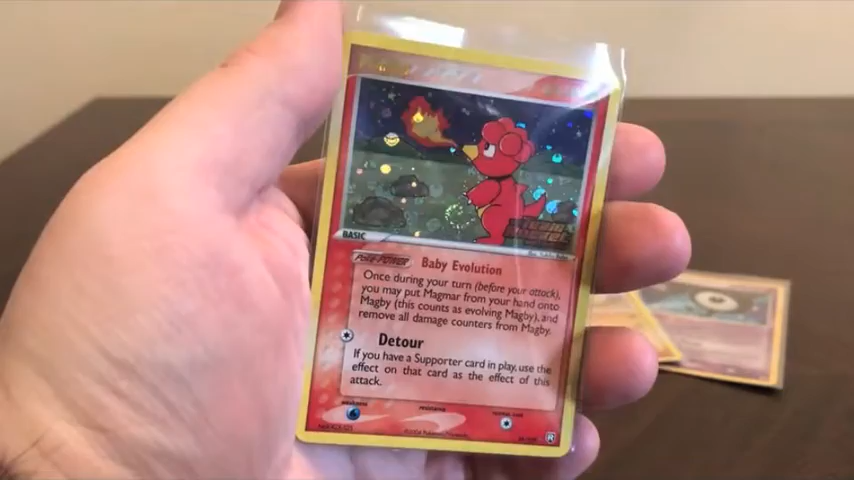 BASIC
Poké-POWER Baby Evolution
Once during your turn (before your attack),
you may put Magmar from your hand onto
Magby (this counts as evolving Magby), and
remove all damage counters from Magby.
Detour
If you have a Supporter card in play, use the
effect on that card as the effect of this
attack.
weakness resistance
R